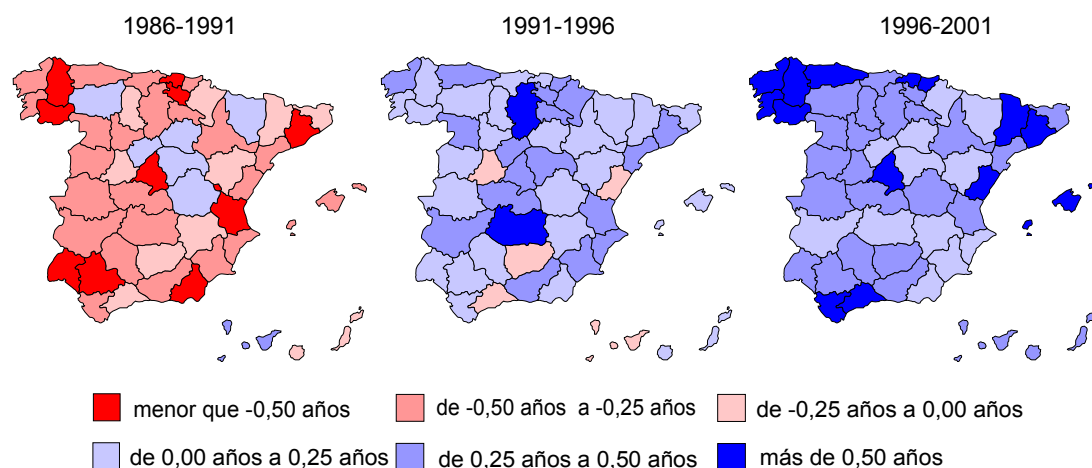 1986-1991 1991-1996 1996-2001
menor que -0,50 años de -0,50 años a -0,25 años de -0,25 años a 0,00 años
de 0,00 años a 0,25 años de 0,25 años a 0,50 años más de 0,50 años